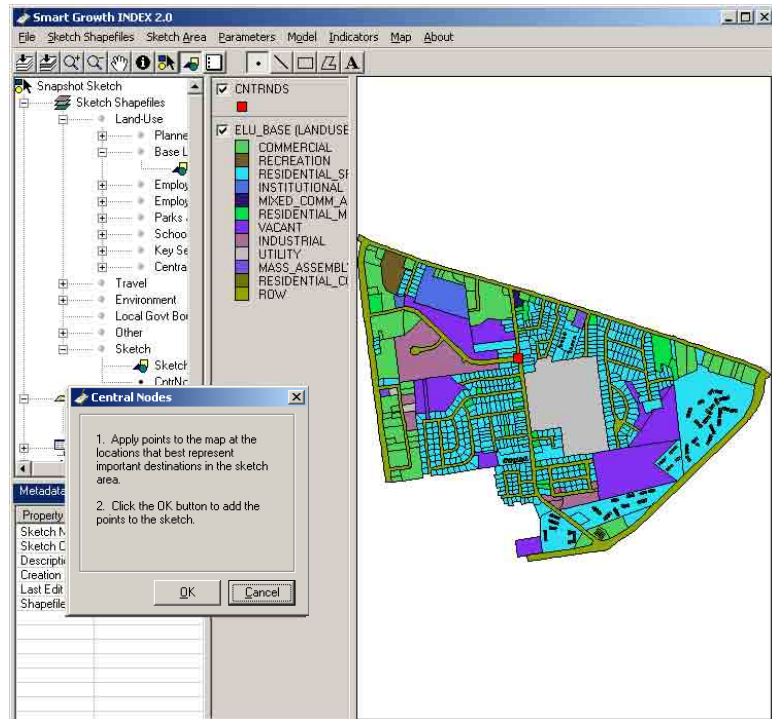 Smart Growth INDEX 2.0
File Sketch Shapefiles Sketch Area Parameters Model Indicators Map About
A
Snapshot Sketch
Sketch Shapefiles
Land-Use
Planne
Base L
Employ
Employ
Parks
Schoo
Key Se
Centra
Travel
Environment
Local Govt Bou
Other
Sketch
Sketch
CntrNo
CNTRNDS
ELU_BASE (LANDUSE
COMMERCIAL
RECREATION
RESIDENTIAL_SF
INSTITUTIONAL
MIXED_COMM_A
RESIDENTIAL_M
VACANT
INDUSTRIAL
UTILITY
MASS_ASSEMBL
RESIDENTIAL_CO
ROW
Central Nodes
1. Apply points to the map at the
locations that best represent
important destinations in the sketch
area.
2. Click the OK button to add the
points to the sketch.
OK Cancel
Metadata
Property
Sketch N
Sketch C
Descripti
Creation
Last Edit
Shapefile